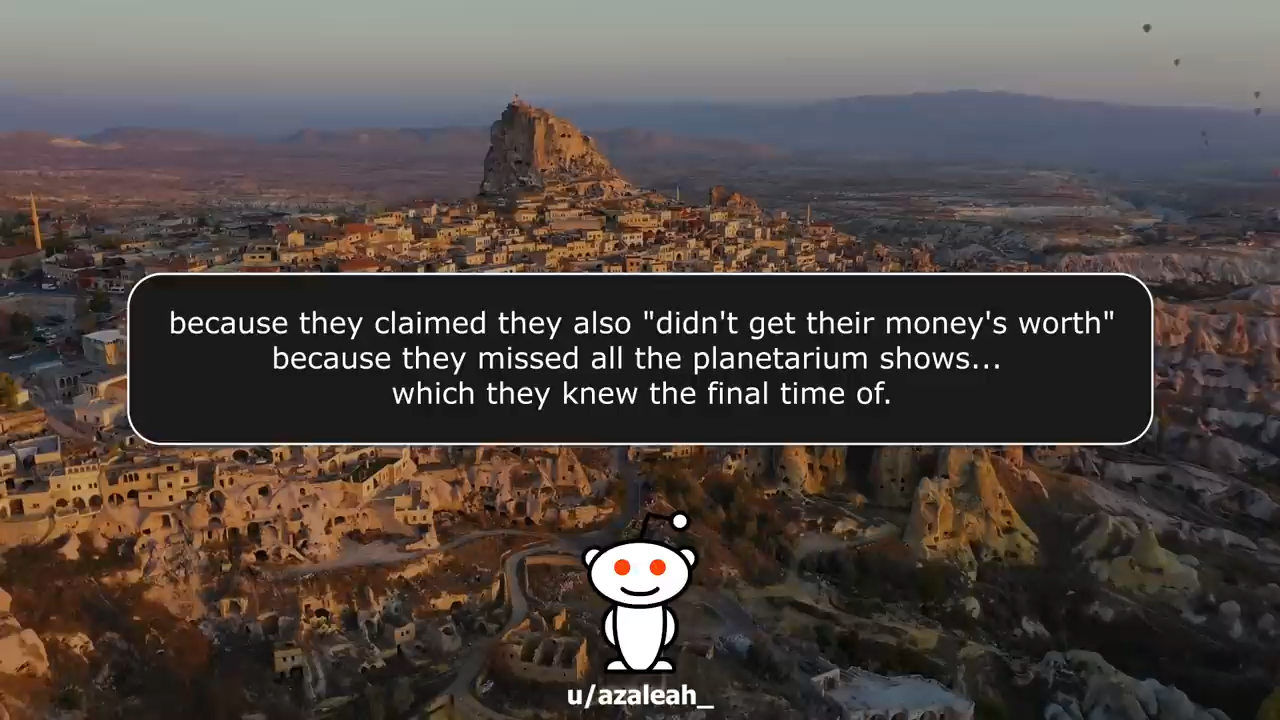 because they claimed they also "didn't get their money's worth"
because they missed all the planetarium shows...
which they knew the final time of.
u/azaleah_